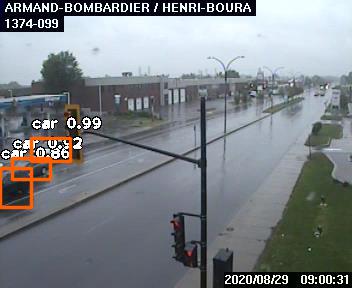 ARMAND-BOMBARDIER / HENRI-BOURA
1374-099
car 0.99
car 0.92
car 0.86
2020/08/29 09:00:31